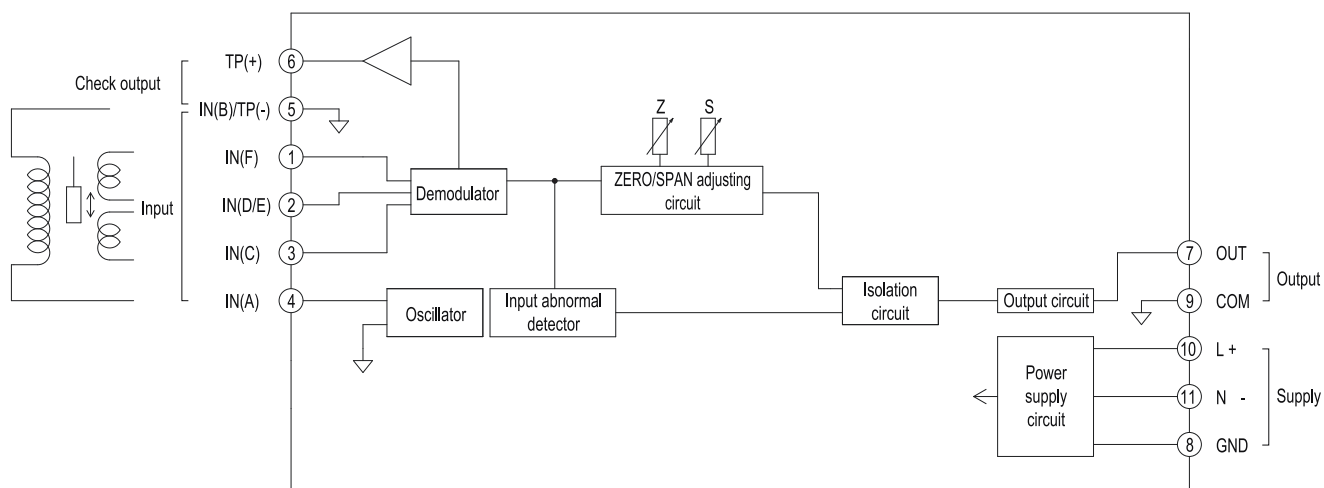 Check output
Input
TP(+)
6
IN(B)/TP(-)
5
IN(F)
1
IN(D/E)
2
IN(C)
3
IN(A)
4
Demodulator
Oscillator
Input abnormal
detector
Z
S
ZERO/SPAN adjusting
circuit
Isolation
circuit
Output circuit
Power
supply
circuit
7
OUT
9
COM
Output
10
L +
11
N -
8
GND
Supply